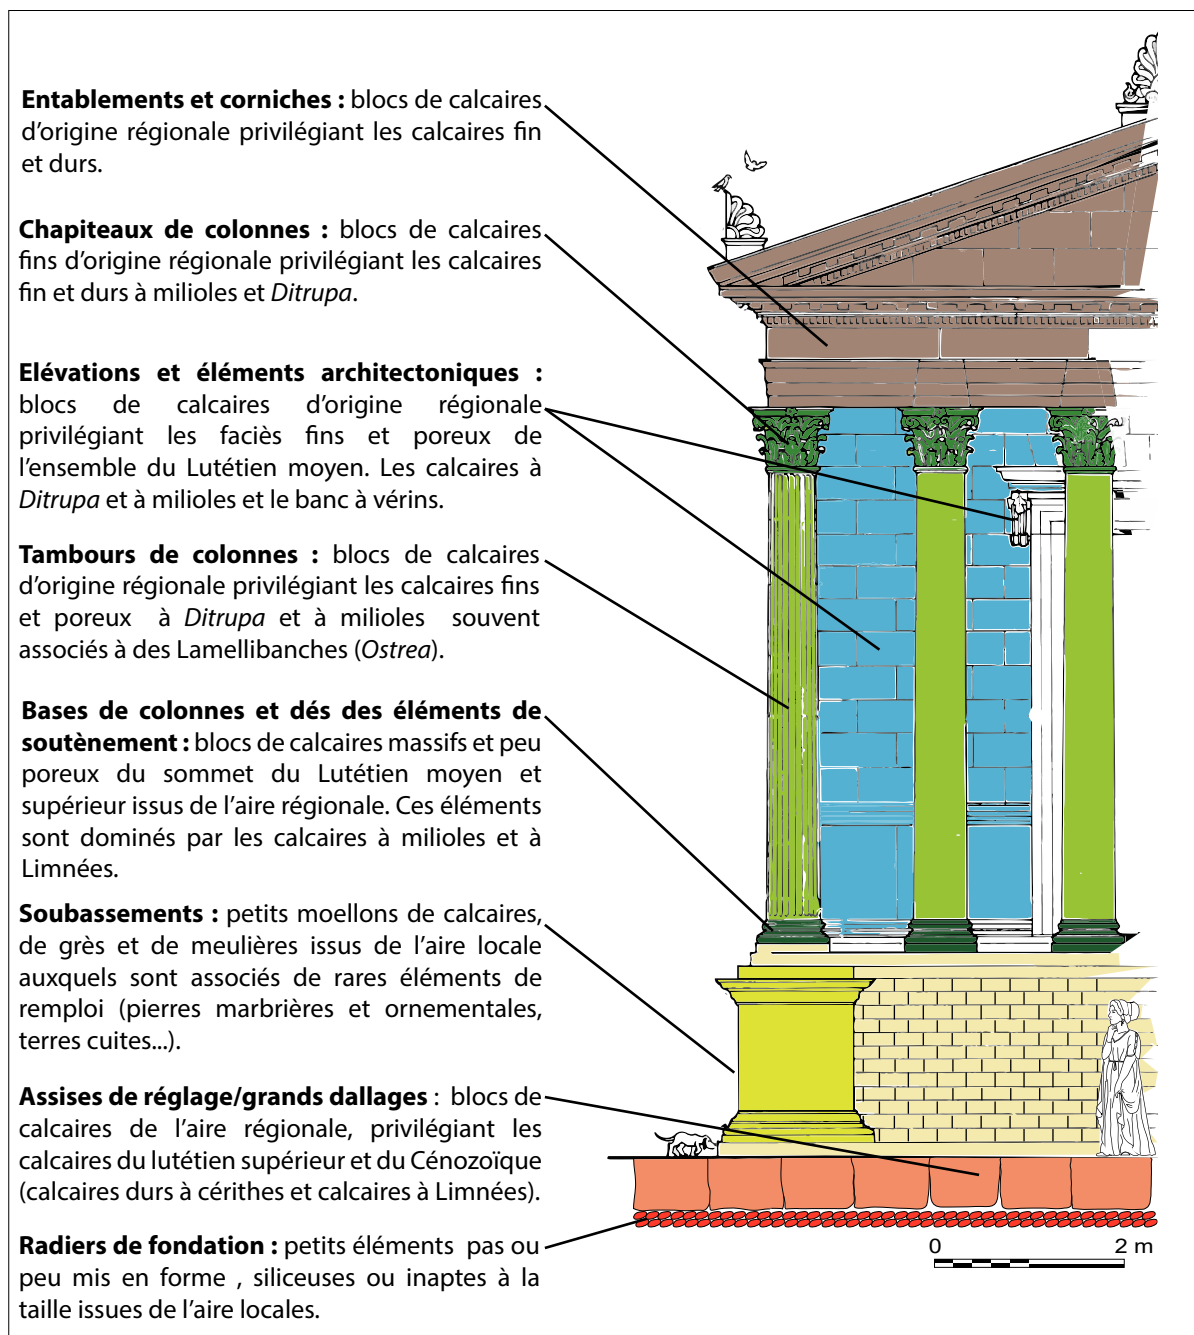 Entablements et corniches : blocs de calcaires
d’origine régionale privilégiant les calcaires fin
et durs.
Chapiteaux de colonnes : blocs de calcaires
fins d’origine régionale privilégiant les calcaires
fin et durs à milioles et Ditrupa.
Elévations et éléments architectoniques :
blocs de calcaires d’origine régionale
privilégiant les faciès fins et poreux de
l’ensemble du Lutétien moyen. Les calcaires à
Ditrupa et à milioles et le banc à vérins.
Tambours de colonnes : blocs de calcaires
d’origine régionale privilégiant les calcaires fins
et poreux à Ditrupa et à milioles souvent
associés à des Lamellibanches (Ostrea).
Bases de colonnes et dés des éléments de
soutènement : blocs de calcaires massifs et peu
poreux du sommet du Lutétien moyen et
supérieur issus de l’aire régionale. Ces éléments
sont dominés par les calcaires à milioles et à
Limnées.
Soubassements : petits moellons de calcaires,
de grès et de meulières issus de l’aire locale
auxquels sont associés de rares éléments de
remploi (pierres marbrières et ornementales,
terres cuites...).
Assises de réglage/grands dallages : blocs de
calcaires de l’aire régionale, privilégiant les
calcaires du lutétien supérieur et du Cénozoïque
(calcaires durs à cérithes et calcaires à Limnées).
Radiers de fondation : petits éléments pas ou
peu mis en forme , siliceuses ou inaptes à la
taille issues de l’aire locales.
0 2 m